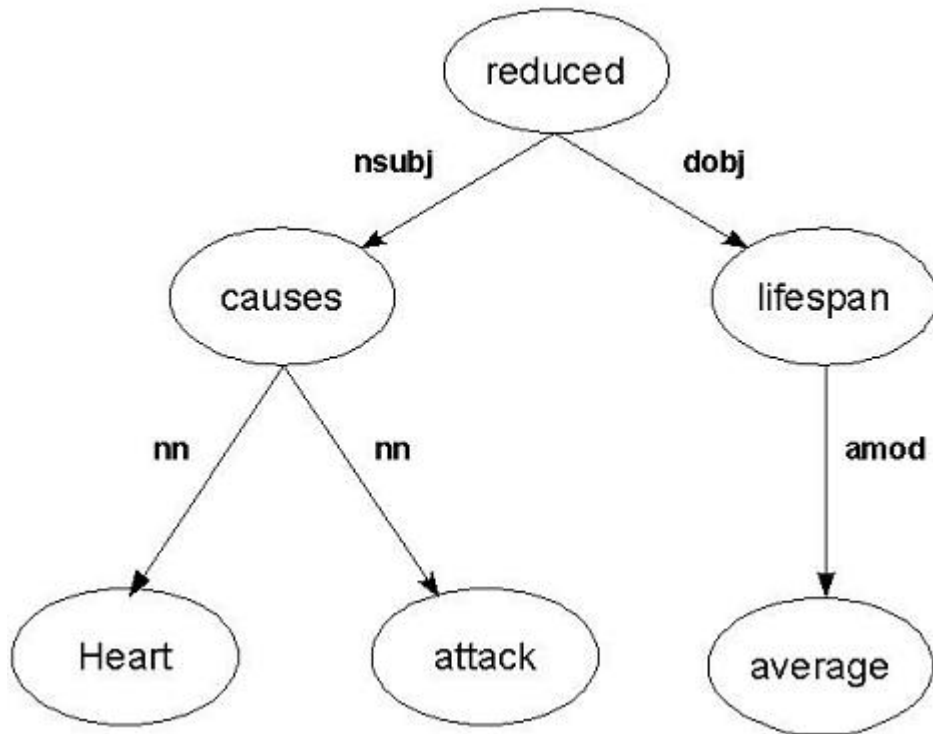 reduced
nsubj dobj
causes lifespan
nn nn amod
Heart attack average